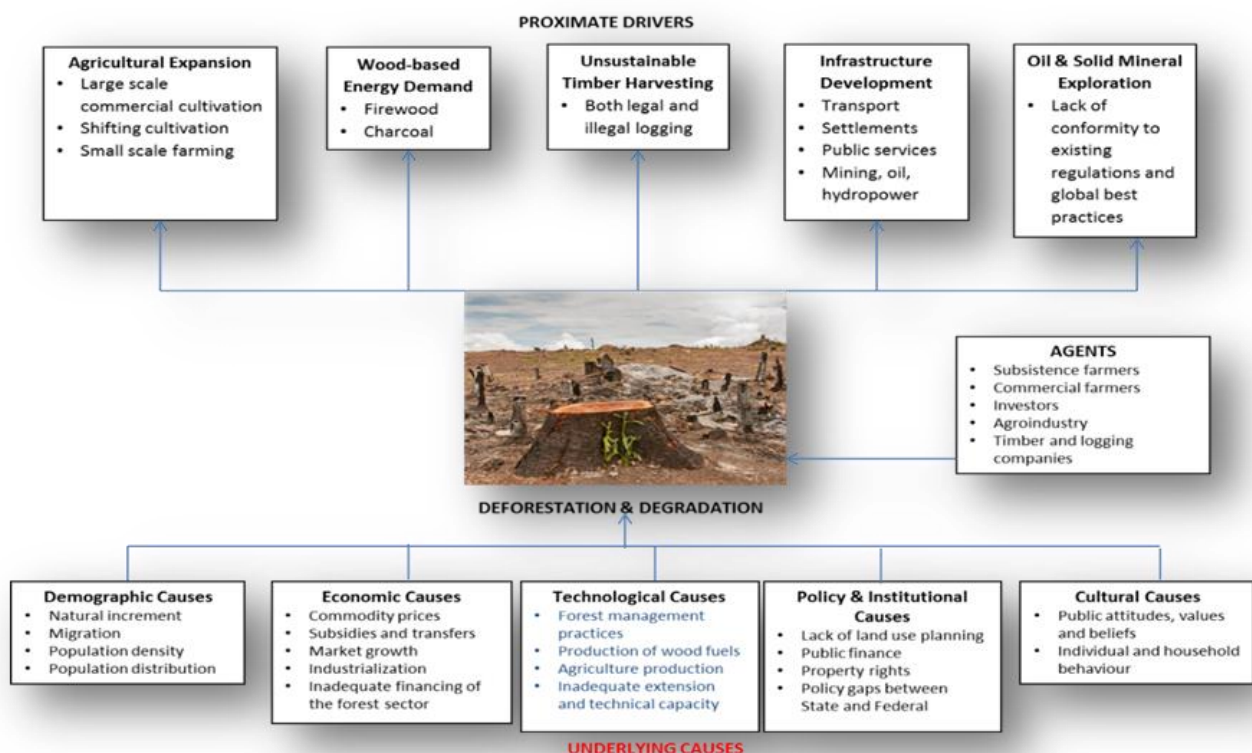 PROXIMATE DRIVERS
Agricultural Expansion
• Large scale
commercial cultivation
• Shifting cultivation
• Small scale farming
Wood-based
Energy Demand
• Firewood
• Charcoal
Unsustainable
Timber Harvesting
• Both legal and
illegal logging
Infrastructure
Development
• Transport
• Settlements
• Public services
• Mining, oil,
hydropower
Oil & Solid Mineral
Exploration
• Lack of
conformity to
existing
regulations and
global best
practices
AGENTS
• Subsistence farmers
• Commercial farmers
• Investors
• Agroindustry
• Timber and logging
companies
DEFORESTATION & DEGRADATION
Demographic Causes
• Natural increment
• Migration
• Population density
• Population distribution
Economic Causes
• Commodity prices
• Subsidies and transfers
• Market growth
• Industrialization
• Inadequate financing of
the forest sector
Technological Causes
• Forest management
practices
• Production of wood fuels
• Agriculture production
• Inadequate extension
and technical capacity
Policy & Institutional
Causes
• Lack of land use planning
• Public finance
• Property rights
• Policy gaps between
State and Federal
Cultural Causes
• Public attitudes, values
and beliefs
• Individual and household
behaviour
UNDERLYING CAUSES